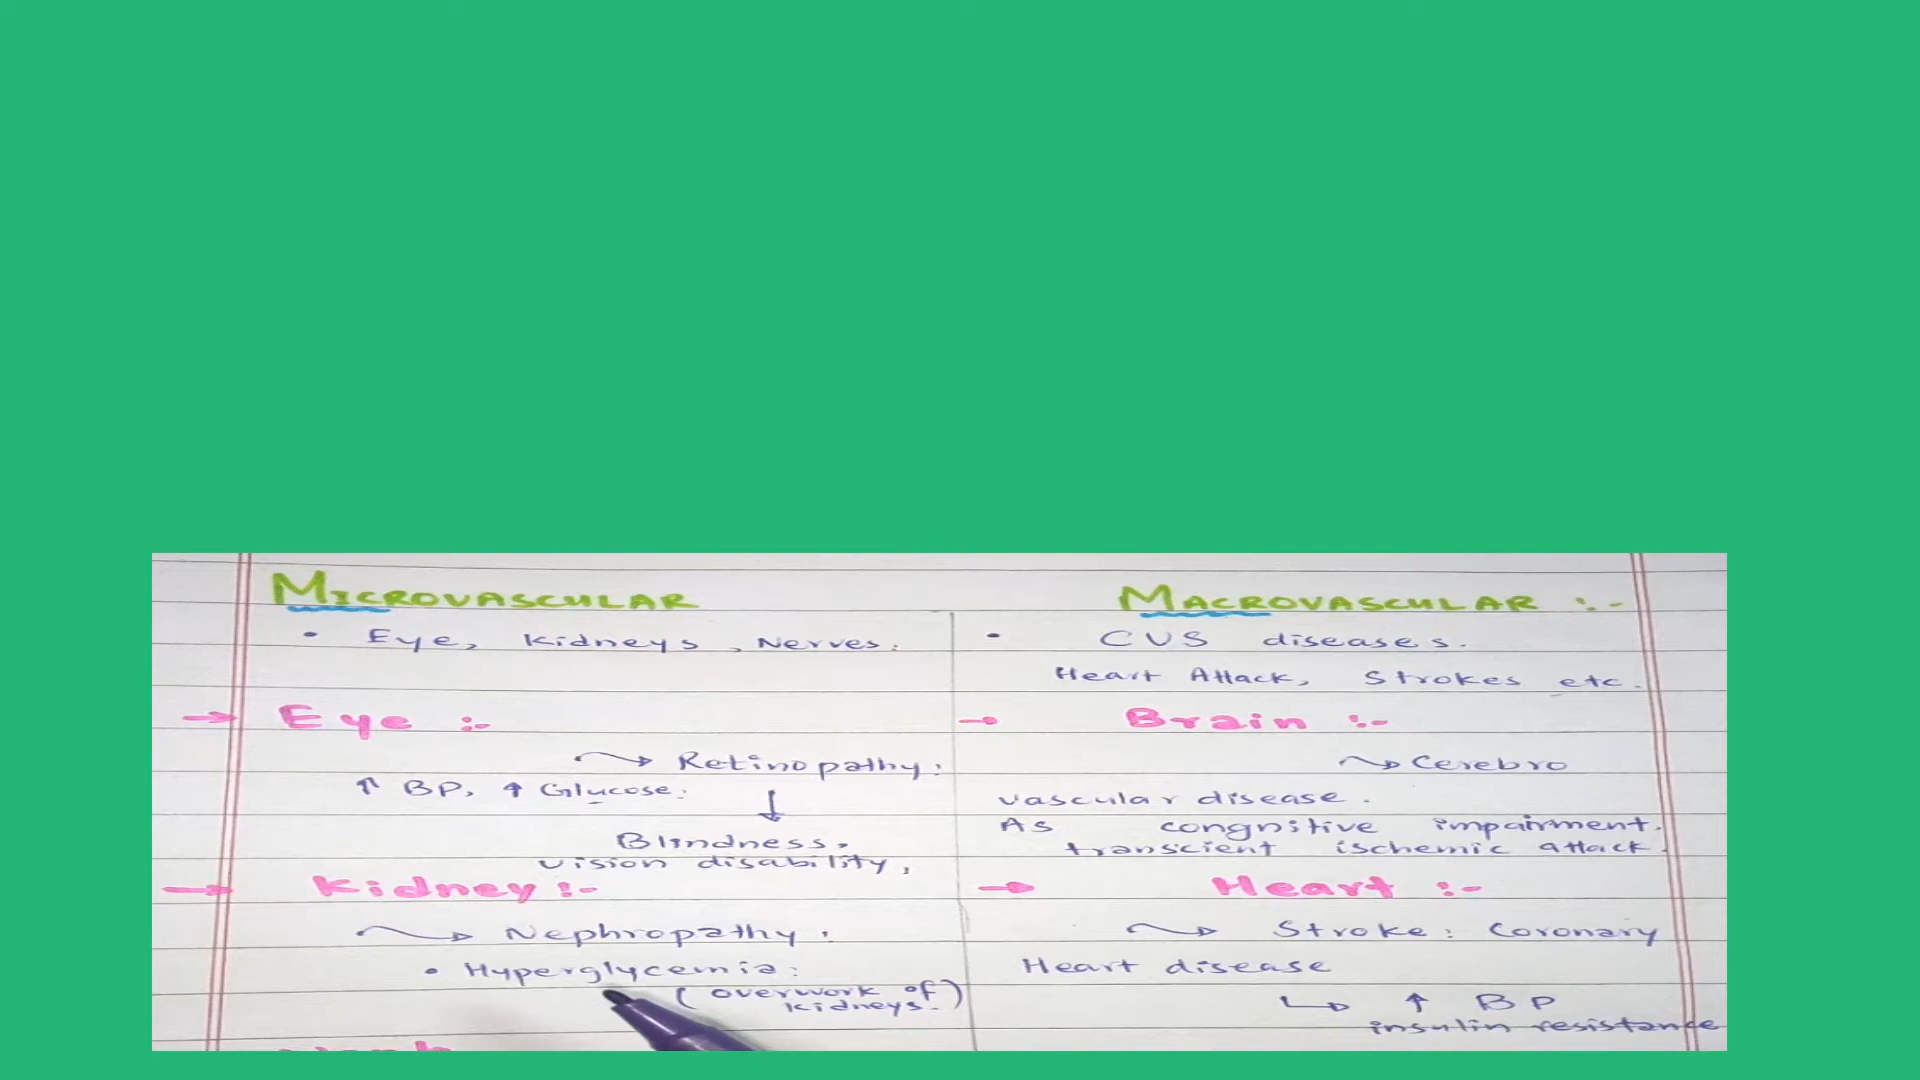 MICROVASCULAR
• Eye, Kidneys, Nerves.
→ Eye :-
→ Retinopathy:
↑ BP, ↑ Glucose.
↓
Blindness,
vision disability,
→ Kidney :-
→ Nephropathy.
• Hyperglycemia:
(overwork of
kidneys.)
MACROVASCULAR :-
• CVS diseases.
Heart Attack, Strokes etc.
→ Brain :-
→ Cerebro
vascular disease.
As congnitive impairment.
transcient ischemic attack.
→ Heart :-
→ Stroke: Coronary
Heart disease
↳ ↑ BP
insulin resistance